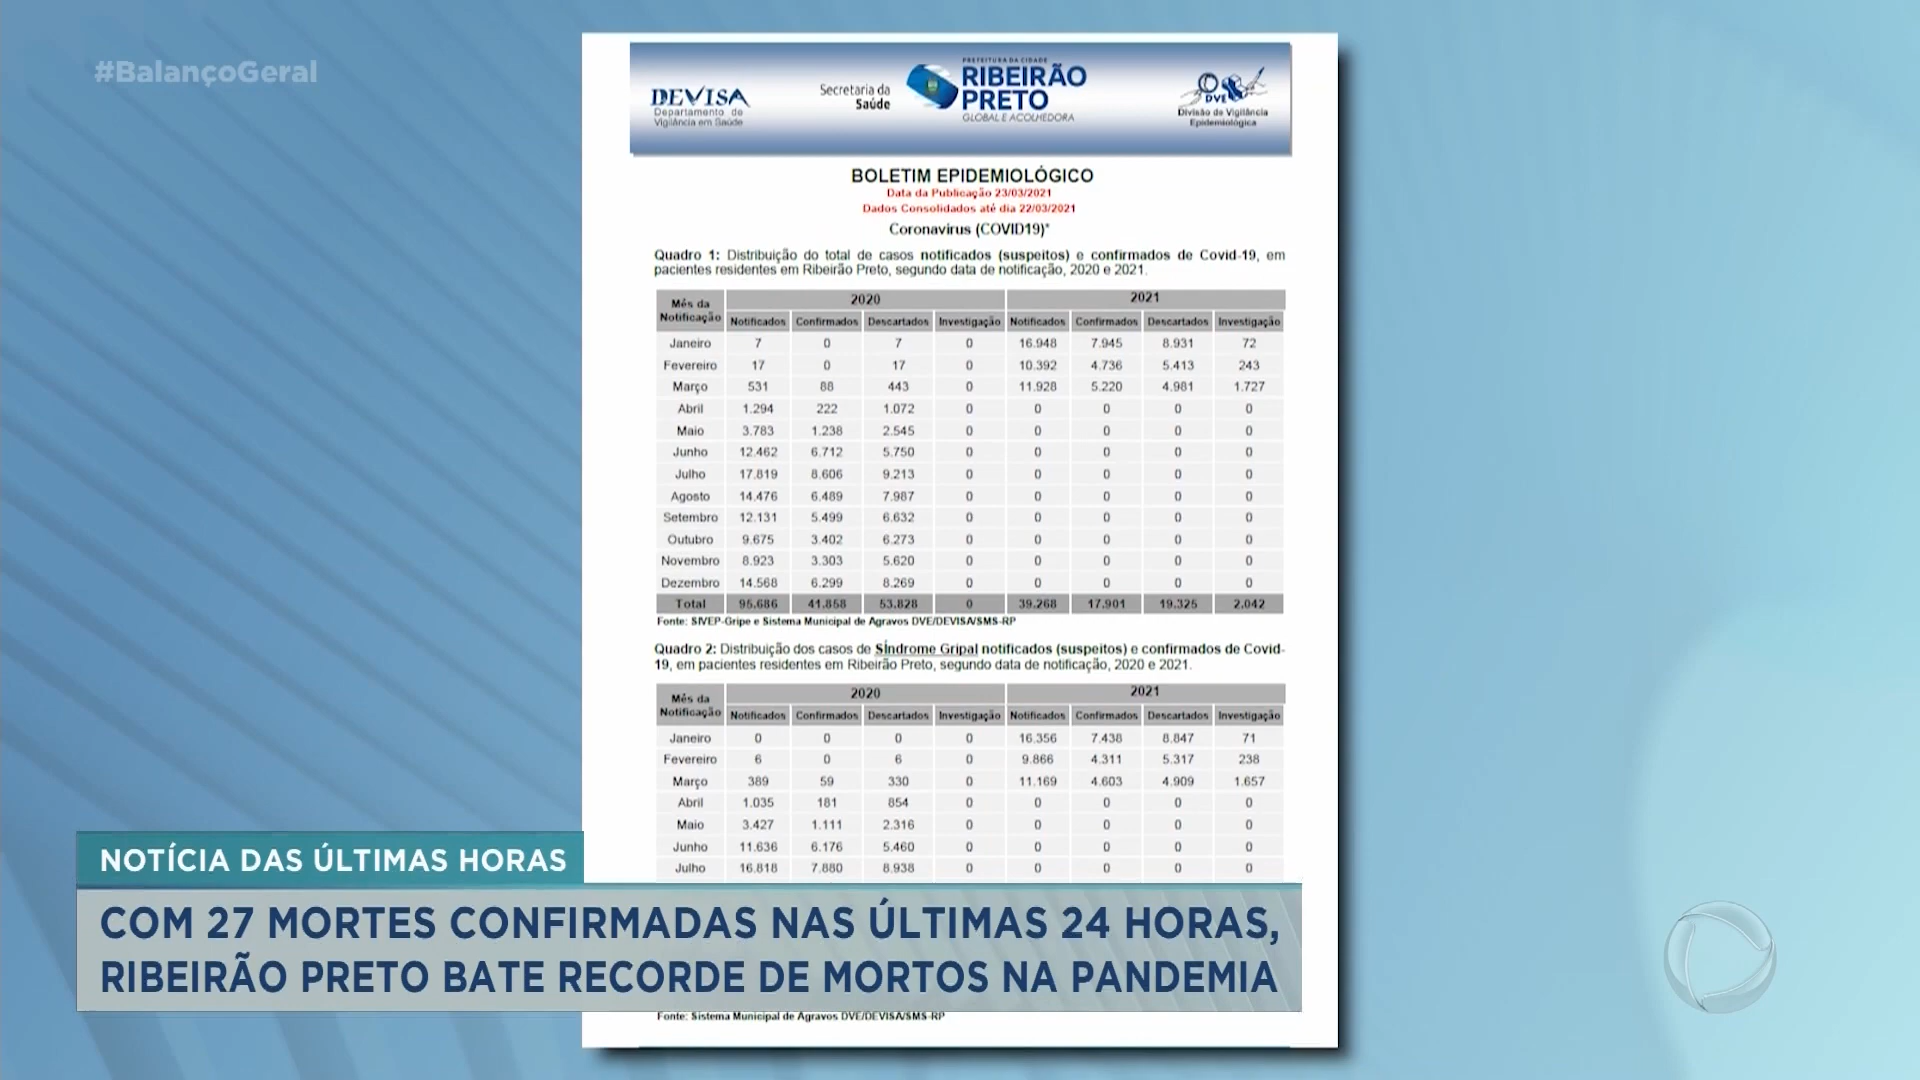 #BalançoGeral
DEVISA
Departamento de
Vigilância em Saúde
Secretaria da
Saúde
PREFEITURA DA CIDADE
RIBEIRÃO
PRETO
GLOBAL E ACOLHEDORA
DVE
Divisão de Vigilância
Epidemiológica
BOLETIM EPIDEMIOLÓGICO
Data da Publicação 23/03/2021
Dados Consolidados até dia 22/03/2021
Coronavirus (COVID19)*
Quadro 1: Distribuição do total de casos notificados (suspeitos) e confirmados de Covid-19, em
pacientes residentes em Ribeirão Preto, segundo data de notificação, 2020 e 2021.
Mês da Notificação 2020 2021
Notificados Confirmados Descartados Investigação Notificados Confirmados Descartados Investigação
Janeiro 7 0 7 0 16.948 7.945 8.931 72
Fevereiro 17 0 17 0 10.392 4.736 5.413 243
Março 531 88 443 0 11.928 5.220 4.981 1.727
Abril 1.294 222 1.072 0 0 0 0 0
Maio 3.783 1.238 2.545 0 0 0 0 0
Junho 12.462 6.712 5.750 0 0 0 0 0
Julho 17.819 8.606 9.213 0 0 0 0 0
Agosto 14.476 6.489 7.987 0 0 0 0 0
Setembro 12.131 5.499 6.632 0 0 0 0 0
Outubro 9.675 3.402 6.273 0 0 0 0 0
Novembro 8.923 3.303 5.620 0 0 0 0 0
Dezembro 14.568 6.299 8.269 0 0 0 0 0
Total 95.686 41.858 53.828 0 39.268 17.901 19.325 2.042
Fonte: SIVEP-Gripe e Sistema Municipal de Agravos DVE/DEVISA/SMS-RP
Quadro 2: Distribuição dos casos de Síndrome Gripal notificados (suspeitos) e confirmados de Covid-
19, em pacientes residentes em Ribeirão Preto, segundo data de notificação, 2020 e 2021.
Mês da Notificação 2020 2021
Notificados Confirmados Descartados Investigação Notificados Confirmados Descartados Investigação
Janeiro 0 0 0 0 16.356 7.438 8.847 71
Fevereiro 6 0 6 0 9.866 4.311 5.317 238
Março 389 59 330 0 11.169 4.603 4.909 1.657
Abril 1.035 181 854 0 0 0 0 0
Maio 3.427 1.111 2.316 0 0 0 0 0
Junho 11.636 6.176 5.460 0 0 0 0 0
Julho 16.818 7.880 8.938 0 0 0 0 0
NOTÍCIA DAS ÚLTIMAS HORAS
COM 27 MORTES CONFIRMADAS NAS ÚLTIMAS 24 HORAS,
RIBEIRÃO PRETO BATE RECORDE DE MORTOS NA PANDEMIA
Fonte: Sistema Municipal de Agravos DVE/DEVISA/SMS-RP